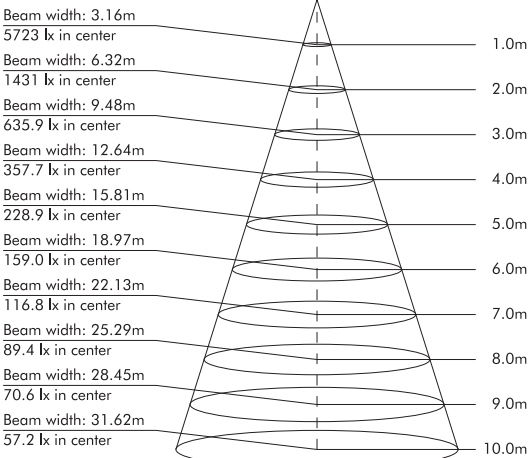 Beam width: 3.16m
5723 lx in center
1.0m
Beam width: 6.32m
1431 lx in center
2.0m
Beam width: 9.48m
635.9 lx in center
3.0m
Beam width: 12.64m
357.7 lx in center
4.0m
Beam width: 15.81m
228.9 lx in center
5.0m
Beam width: 18.97m
159.0 lx in center
6.0m
Beam width: 22.13m
116.8 lx in center
7.0m
Beam width: 25.29m
89.4 lx in center
8.0m
Beam width: 28.45m
70.6 lx in center
9.0m
Beam width: 31.62m
57.2 lx in center
10.0m